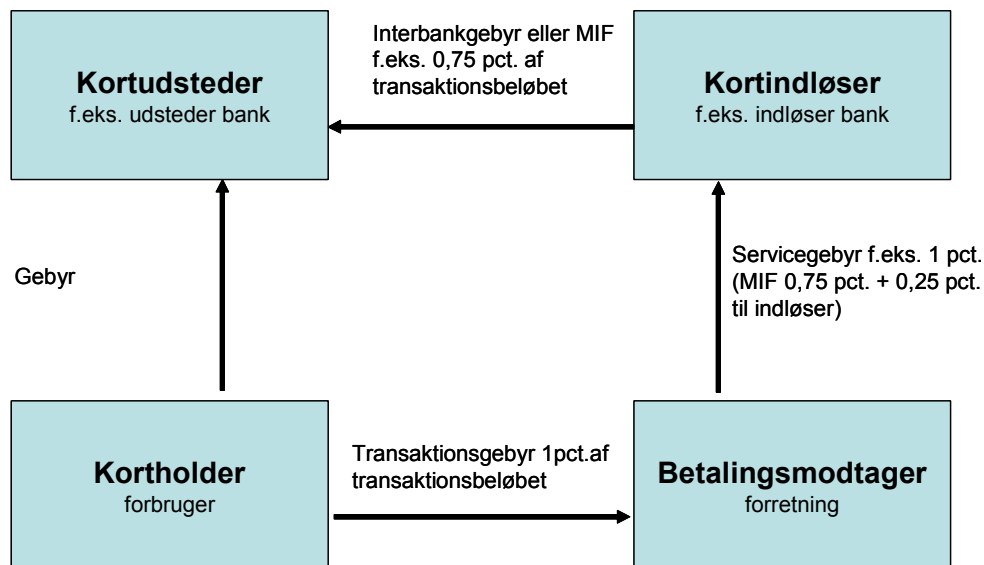 Kortudsteder
f.eks. udsteder bank
Interbankgebyr eller MIF
f.eks. 0,75 pct. af
transaktionsbeløbet
Kortindløser
f.eks. indløser bank
Gebyr
Servicegebyr f.eks. 1 pct.
(MIF 0,75 pct. + 0,25 pct.
til indløser)
Kortholder
forbruger
Transaktionsgebyr 1pct.af
transaktionsbeløbet
Betalingsmodtager
forretning